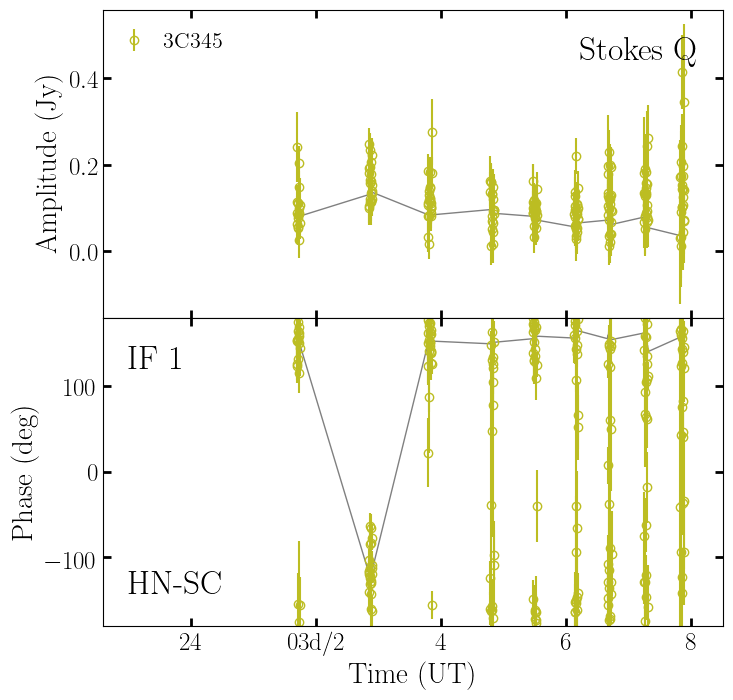 3C345
Stokes Q
Amplitude (Jy)
0.4
0.2
0.0
IF 1
HN-SC
Phase (deg)
100
0
−100
24
03d/2
4
6
8
Time (UT)